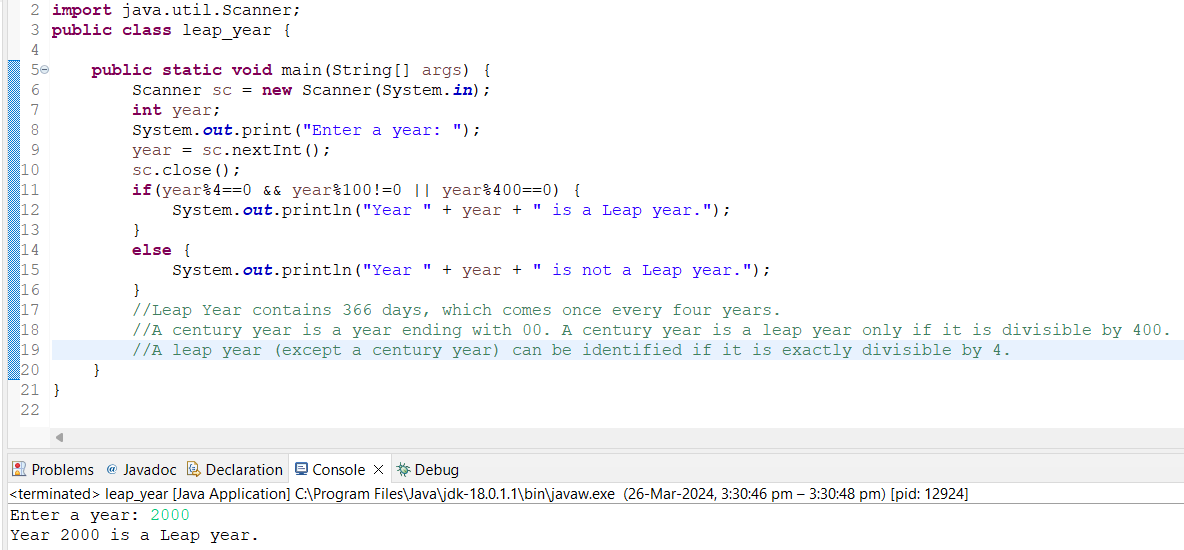 2 import java.util.Scanner;
3 public class leap_year {
4
5 public static void main(String[] args) {
6 Scanner sc = new Scanner(System.in);
7 int year;
8 System.out.print("Enter a year: ");
9 year = sc.nextInt();
10 sc.close();
11 if(year%4==0 && year%100!=0 || year%400==0) {
12 System.out.println("Year " + year + " is a Leap year.");
13 }
14 else {
15 System.out.println("Year " + year + " is not a Leap year.");
16 }
17 //Leap Year contains 366 days, which comes once every four years.
18 //A century year is a year ending with 00. A century year is a leap year only if it is divisible by 400.
19 //A leap year (except a century year) can be identified if it is exactly divisible by 4.
20 }
21 }
22
Problems @ Javadoc Declaration Console Debug
<terminated> leap_year [Java Application] C:\Program Files\Java\jdk-18.0.1.1\bin\javaw.exe (26-Mar-2024, 3:30:46 pm – 3:30:48 pm) [pid: 12924]
Enter a year: 2000
Year 2000 is a Leap year.